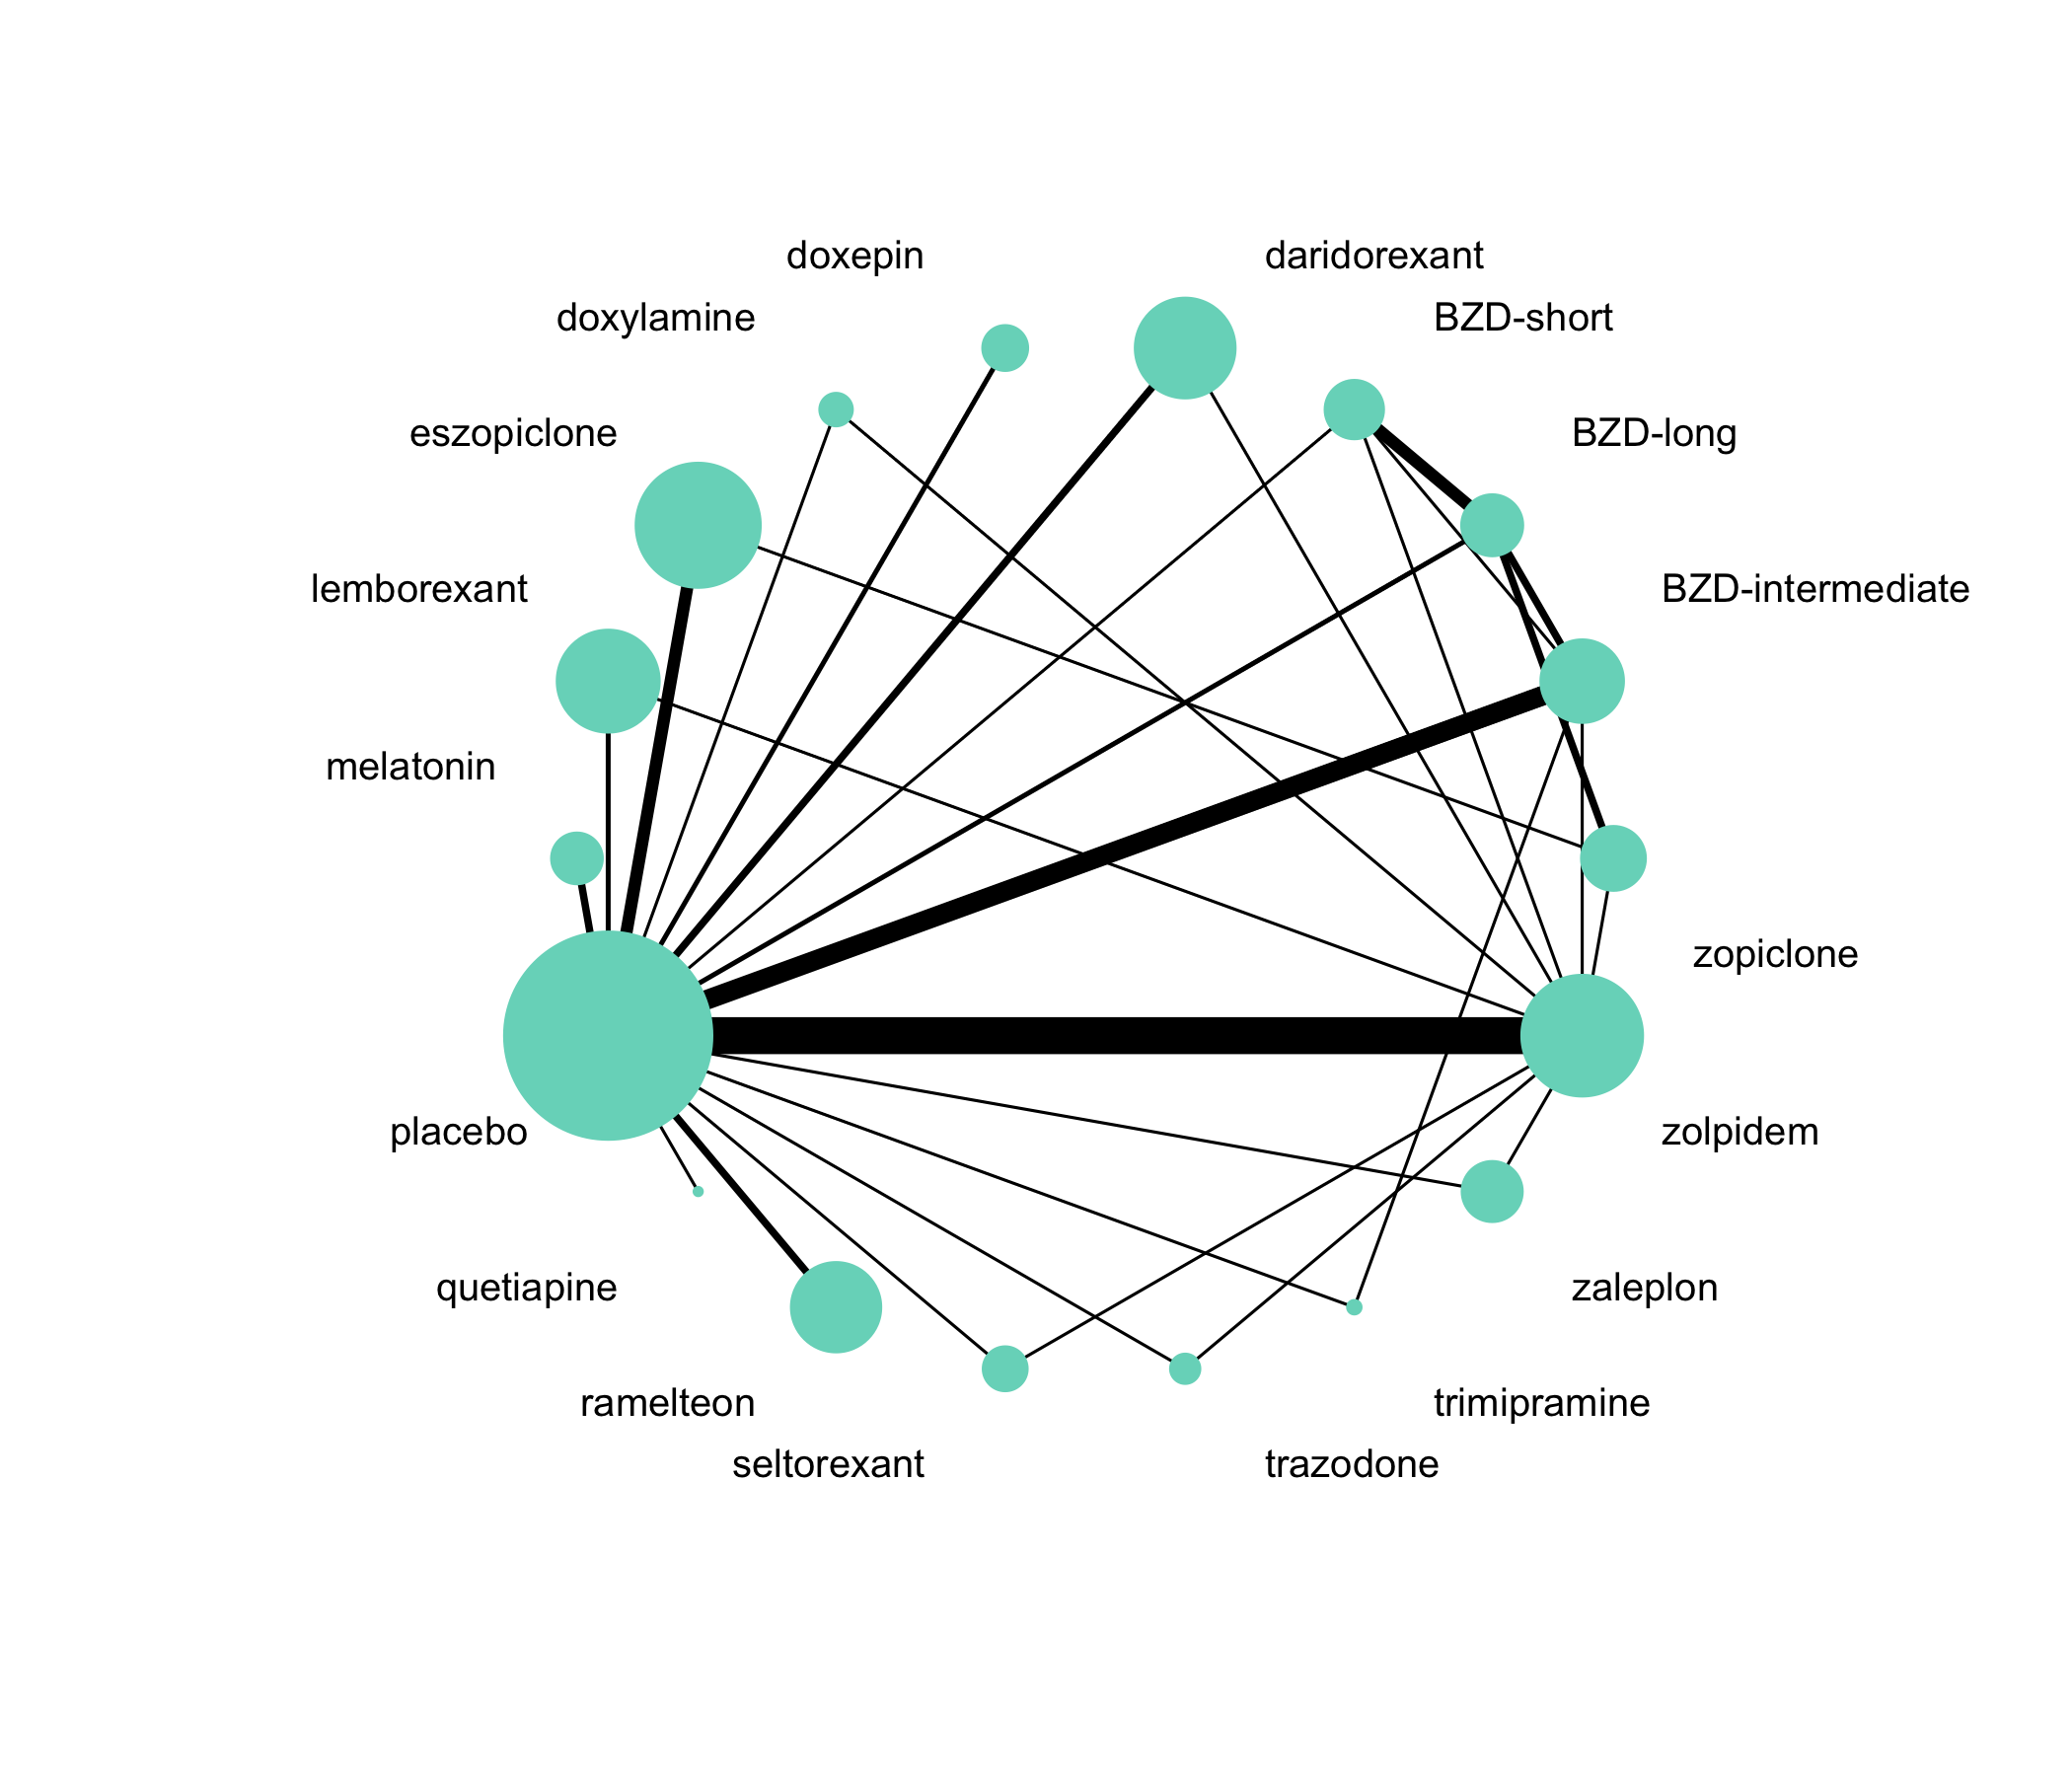 doxepin
daridorexant
doxylamine
BZD-short
eszopiclone
BZD-long
lemborexant
BZD-intermediate
melatonin
zopiclone
placebo
zolpidem
quetiapine
zaleplon
ramelteon
trimipramine
seltorexant
trazodone